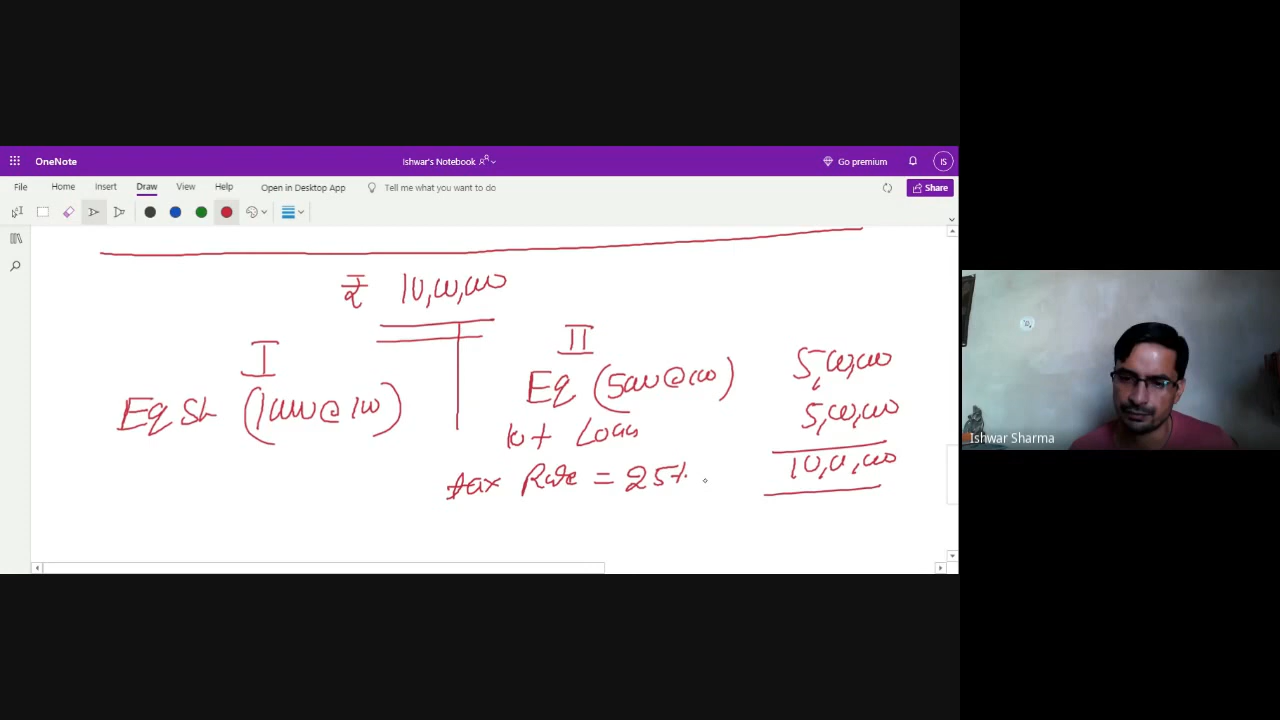 OneNote
Ishwar's Notebook
Go premium
IS
File Home Insert Draw View Help Open in Desktop App Tell me what you want to do
Share
₹ 10,00,000
I
II
Eq Sh (10000 @ 100)
Eq (5000 @ 100)
5,00,000
Loan
5,00,000
10,00,000
tax Rate = 25%
Ishwar Sharma